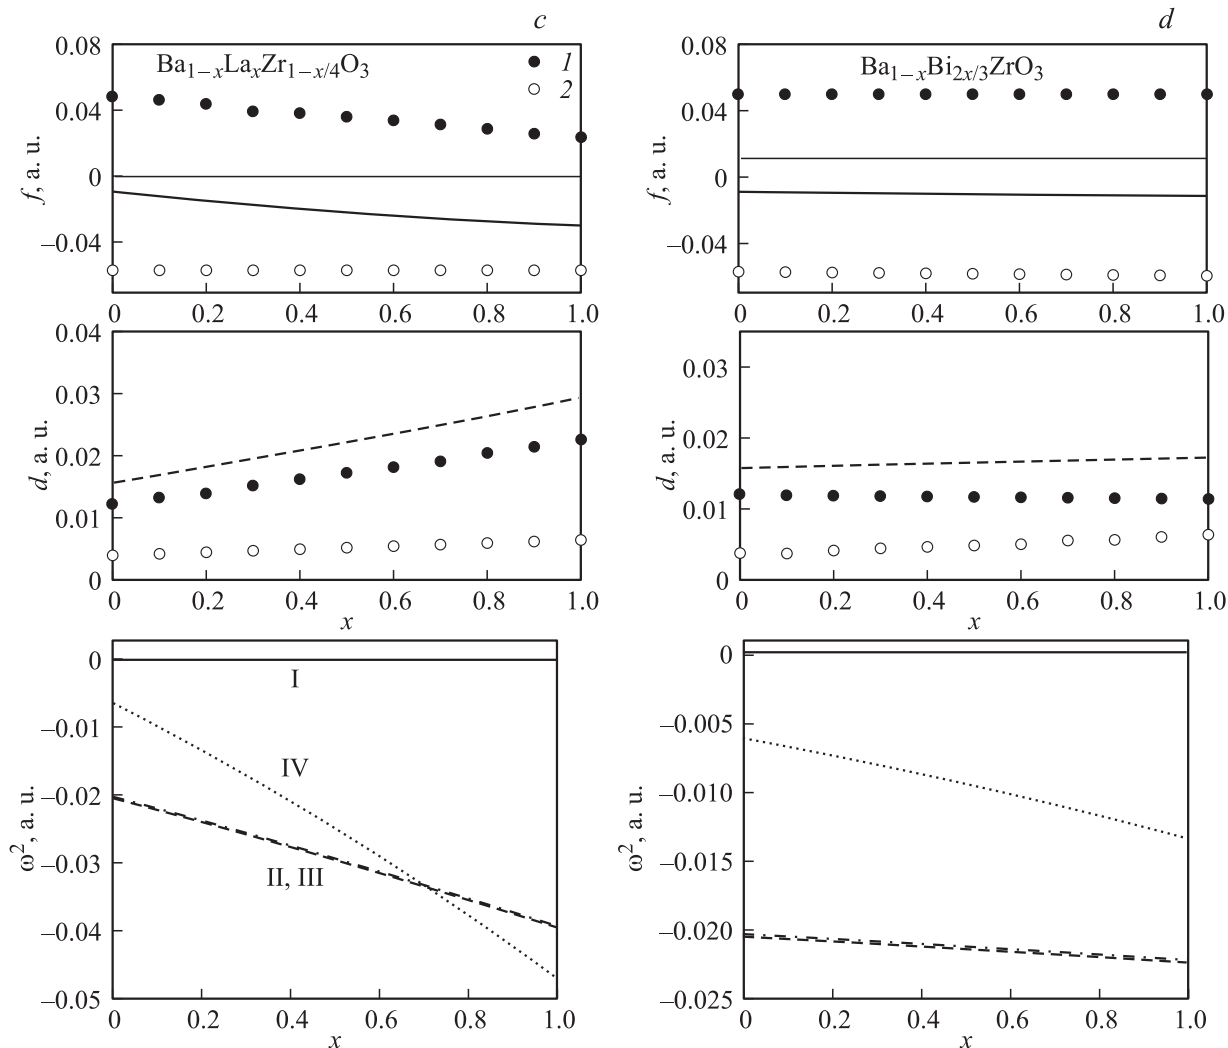 c
0.08
0.04
0
–0.04
f, a. u.
Ba1–xLaxZr1–x/4O3
1
2
0 0.2 0.4 0.6 0.8 1.0
d
0.08
0.04
0
–0.04
f, a. u.
Ba1–xBi2x/3ZrO3
0 0.2 0.4 0.6 0.8 1.0
0.04
0.03
0.02
0.01
0
d, a. u.
0 0.2 0.4 0.6 0.8 1.0
x
0.03
0.02
0.01
0
d, a. u.
0 0.2 0.4 0.6 0.8 1.0
x
0
–0.01
–0.02
–0.03
–0.04
–0.05
ω2, a. u.
I
IV
II, III
0 0.2 0.4 0.6 0.8 1.0
x
0
–0.005
–0.010
–0.015
–0.020
–0.025
ω2, a. u.
0 0.2 0.4 0.6 0.8 1.0
x